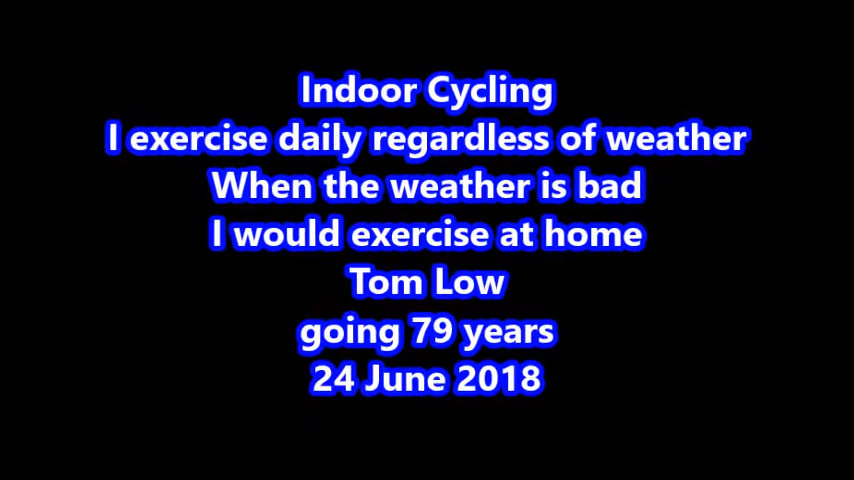 Indoor Cycling
I exercise daily regardless of weather
When the weather is bad
I would exercise at home
Tom Low
going 79 years
24 June 2018